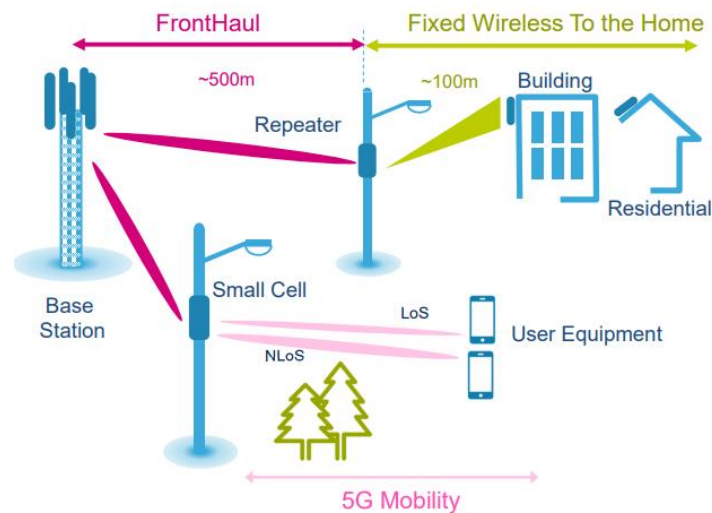 FrontHaul
Fixed Wireless To the Home
~500m
~100m
Building
Repeater
Residential
Base
Station
Small Cell
LoS
User Equipment
NLoS
5G Mobility